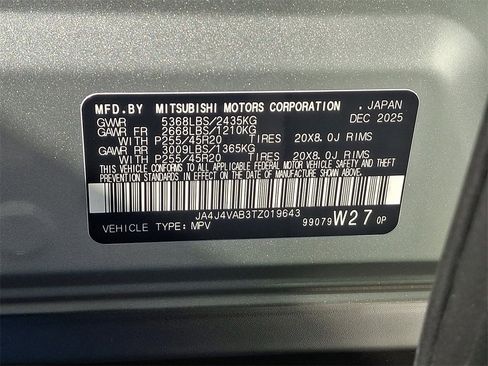 MFD.BY MITSUBISHI MOTORS CORPORATION . JAPAN
GWWR 5368LBS/2435KG DEC 2025
GAWR FR 2668LBS/1210KG
WITH P255/45R20 TIRES 20X8.0J RIMS
GAWR RR 3099LBS/1365KG
WITH P255/45R20 TIRES 20X8.0J RIMS
THIS VEHICLE CONFORMS TO ALL APPLICABLE FEDERAL MOTOR VEHICLE SAFETY AND THEFT
PREVENTION STANDARDS IN EFFECT ON THE DATE OF MANUFACTURE SHOWN ABOVE.
JA4J4VAB3TZ019643
VEHICLE TYPE: MPV 99079 W27 0P